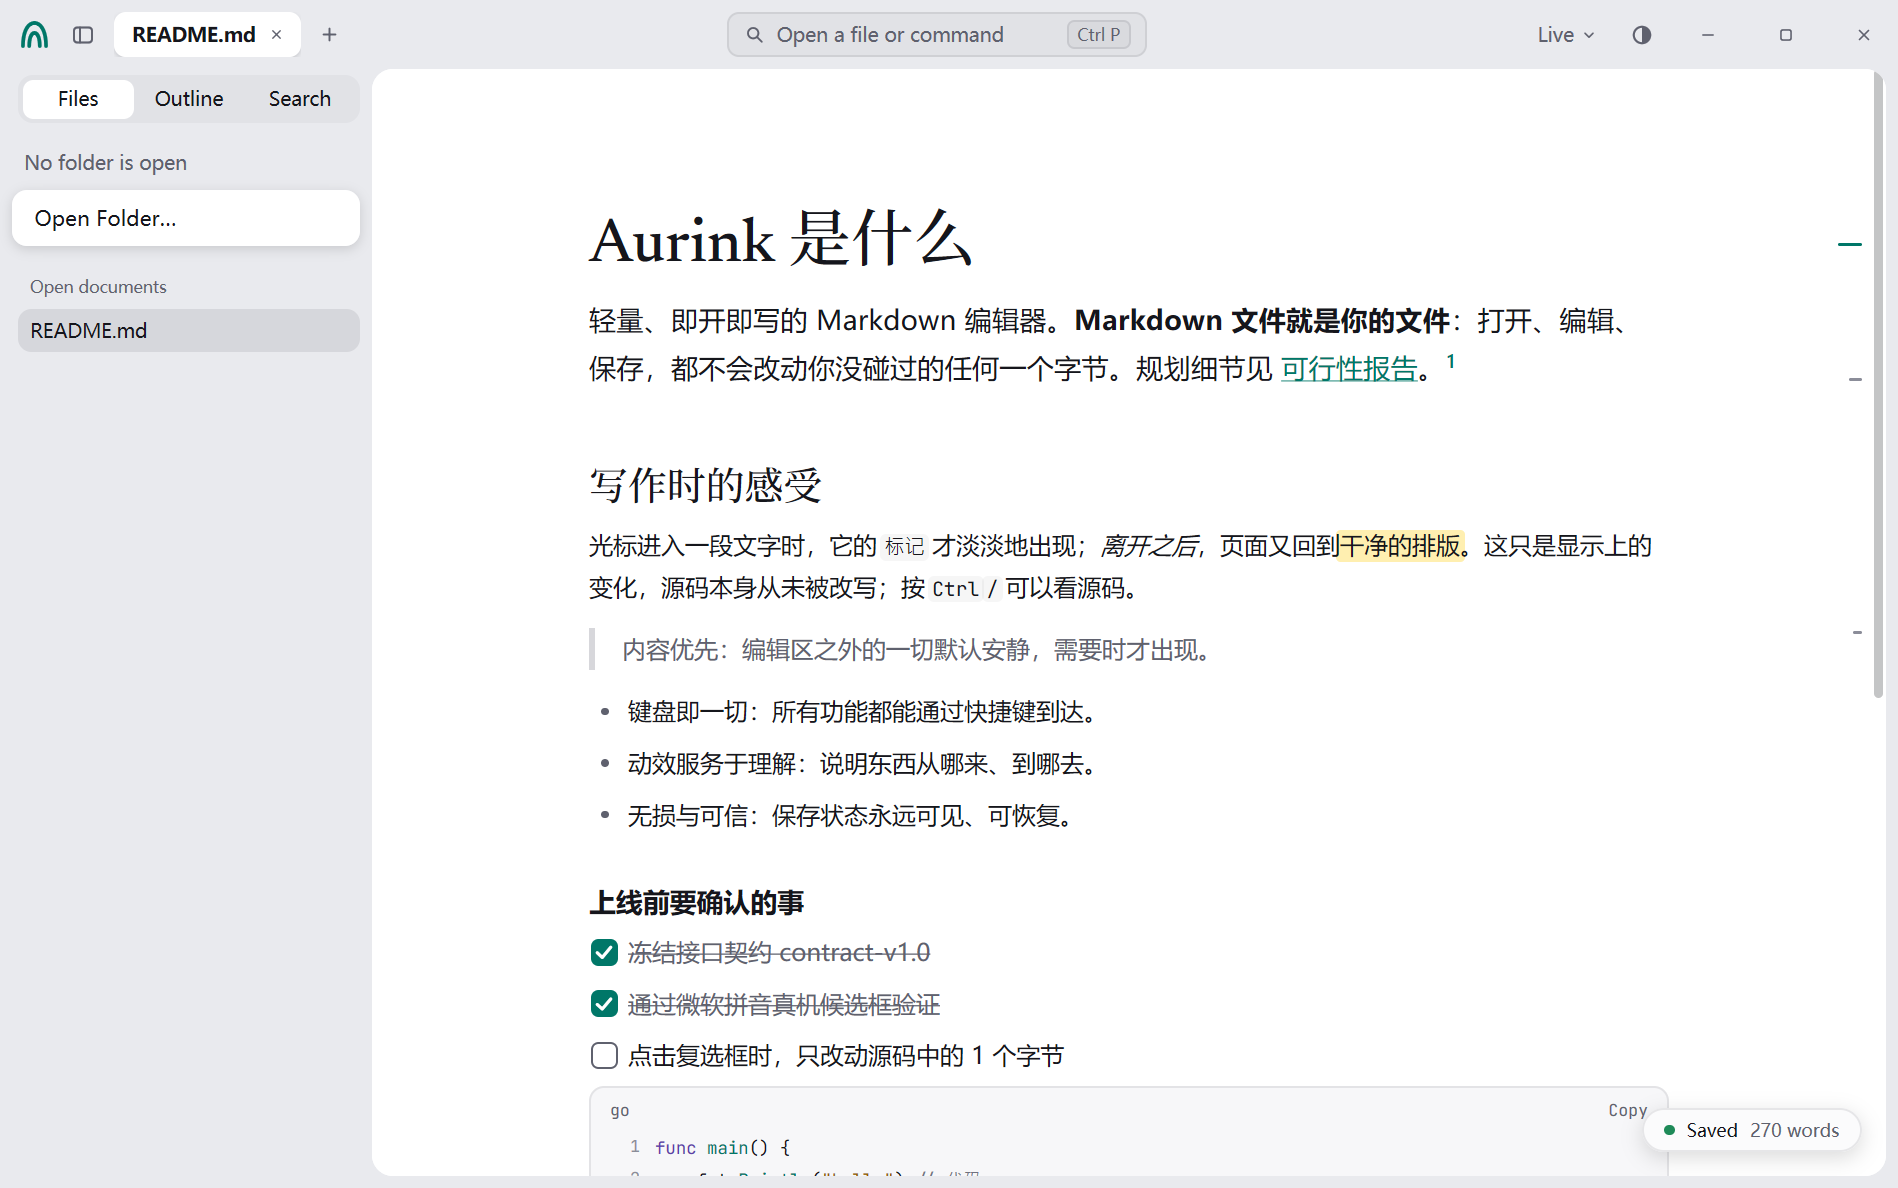 README.md
Open a file or command
Ctrl P
Live
Files
Outline
Search
No folder is open
Open Folder...
Open documents
README.md
Aurink 是什么
轻量、即开即写的 Markdown 编辑器。Markdown 文件就是你的文件：打开、编辑、
保存，都不会改动你没碰过的任何一个字节。规划细节见 可行性报告。1
写作时的感受
光标进入一段文字时，它的 标记 才淡淡地出现；离开之后，页面又回到干净的排版。这只是显示上的
变化，源码本身从未被改写；按 Ctrl / 可以看源码。
内容优先：编辑区之外的一切默认安静，需要时才出现。
• 键盘即一切：所有功能都能通过快捷键到达。
• 动效服务于理解：说明东西从哪来、到哪去。
• 无损与可信：保存状态永远可见、可恢复。
上线前要确认的事
冻结接口契约 contract-v1.0
通过微软拼音真机候选框验证
点击复选框时，只改动源码中的 1 个字节
go
Copy
1 func main() {
Saved 270 words